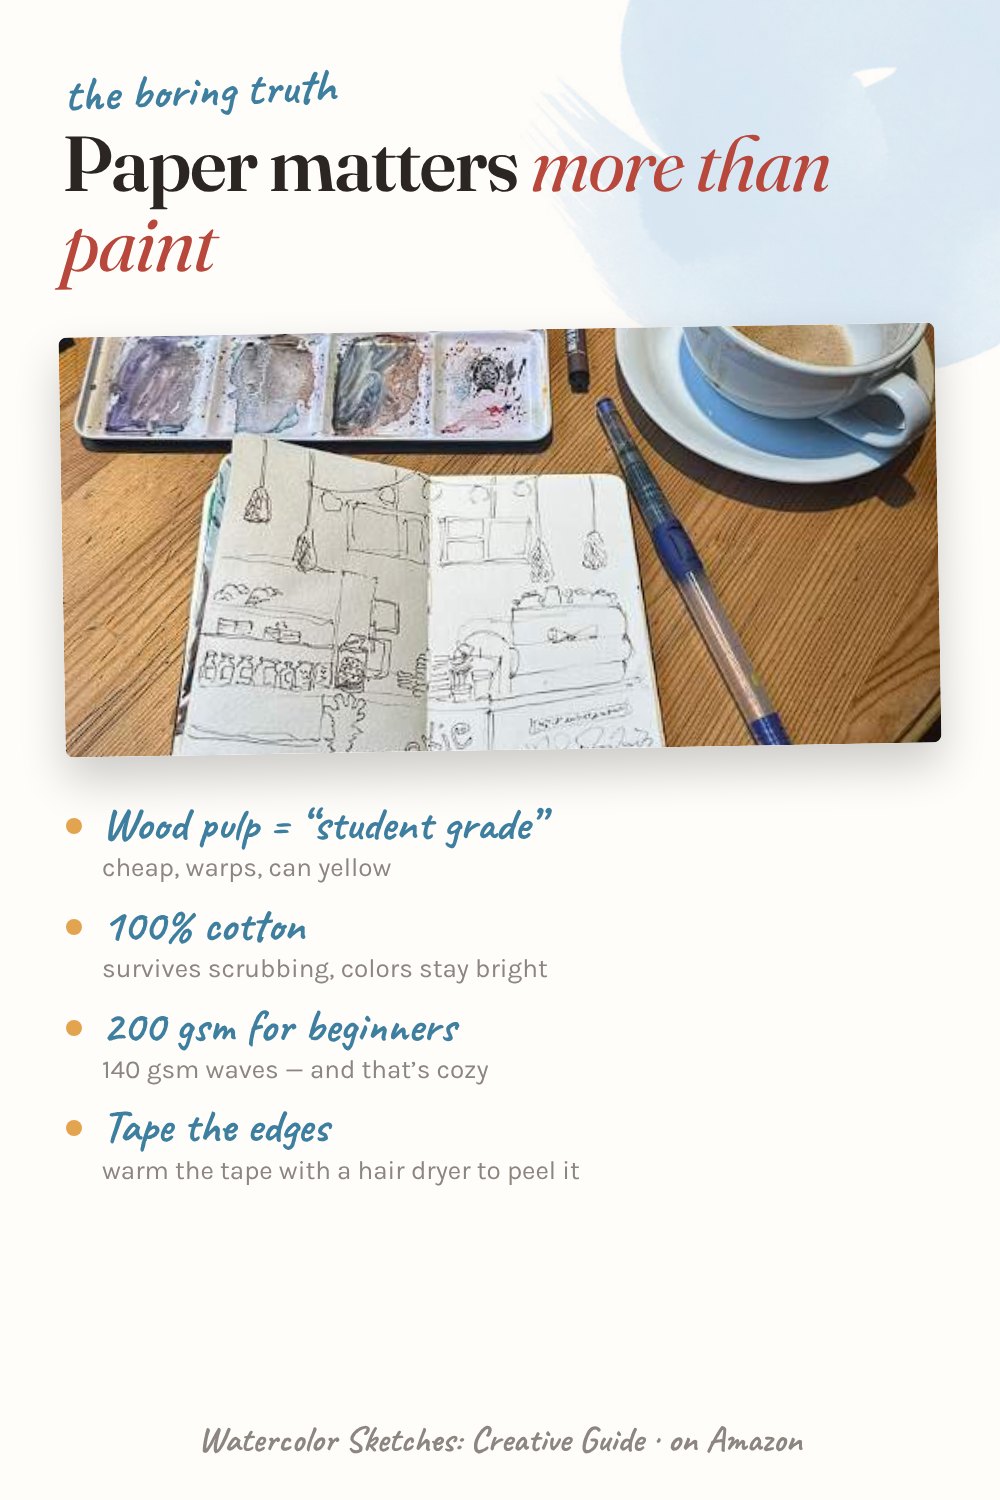 the boring truth
Paper matters more than
paint
Wood pulp = “student grade”
cheap, warps, can yellow
100% cotton
survives scrubbing, colors stay bright
200 gsm for beginners
140 gsm waves — and that’s cozy
Tape the edges
warm the tape with a hair dryer to peel it
Watercolor Sketches: Creative Guide · on Amazon